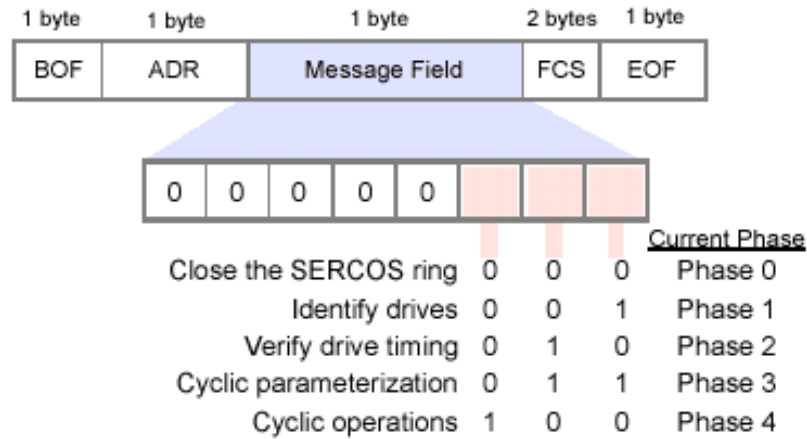 1 byte 1 byte 1 byte 2 bytes 1 byte
BOF ADR Message Field FCS EOF
0 0 0 0 0
Current Phase
Close the SERCOS ring 0 0 0 Phase 0
Identify drives 0 0 1 Phase 1
Verify drive timing 0 1 0 Phase 2
Cyclic parameterization 0 1 1 Phase 3
Cyclic operations 1 0 0 Phase 4